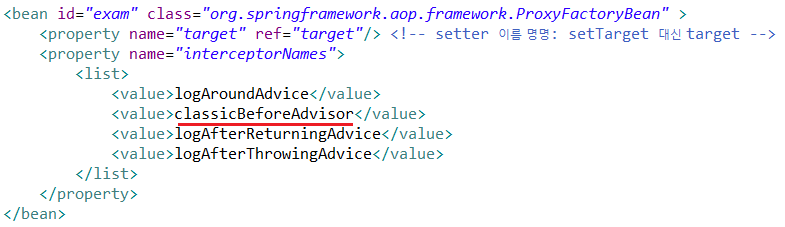 <bean id="exam" class="org.springframework.aop.framework.ProxyFactoryBean" >
    <property name="target" ref="target"/> <!-- setter 이름 명명: setTarget 대신 target -->
    <property name="interceptorNames">
        <list>
            <value>logAroundAdvice</value>
            <value>classicBeforeAdvisor</value>
            <value>logAfterReturningAdvice</value>
            <value>logAfterThrowingAdvice</value>
        </list>
    </property>
</bean>